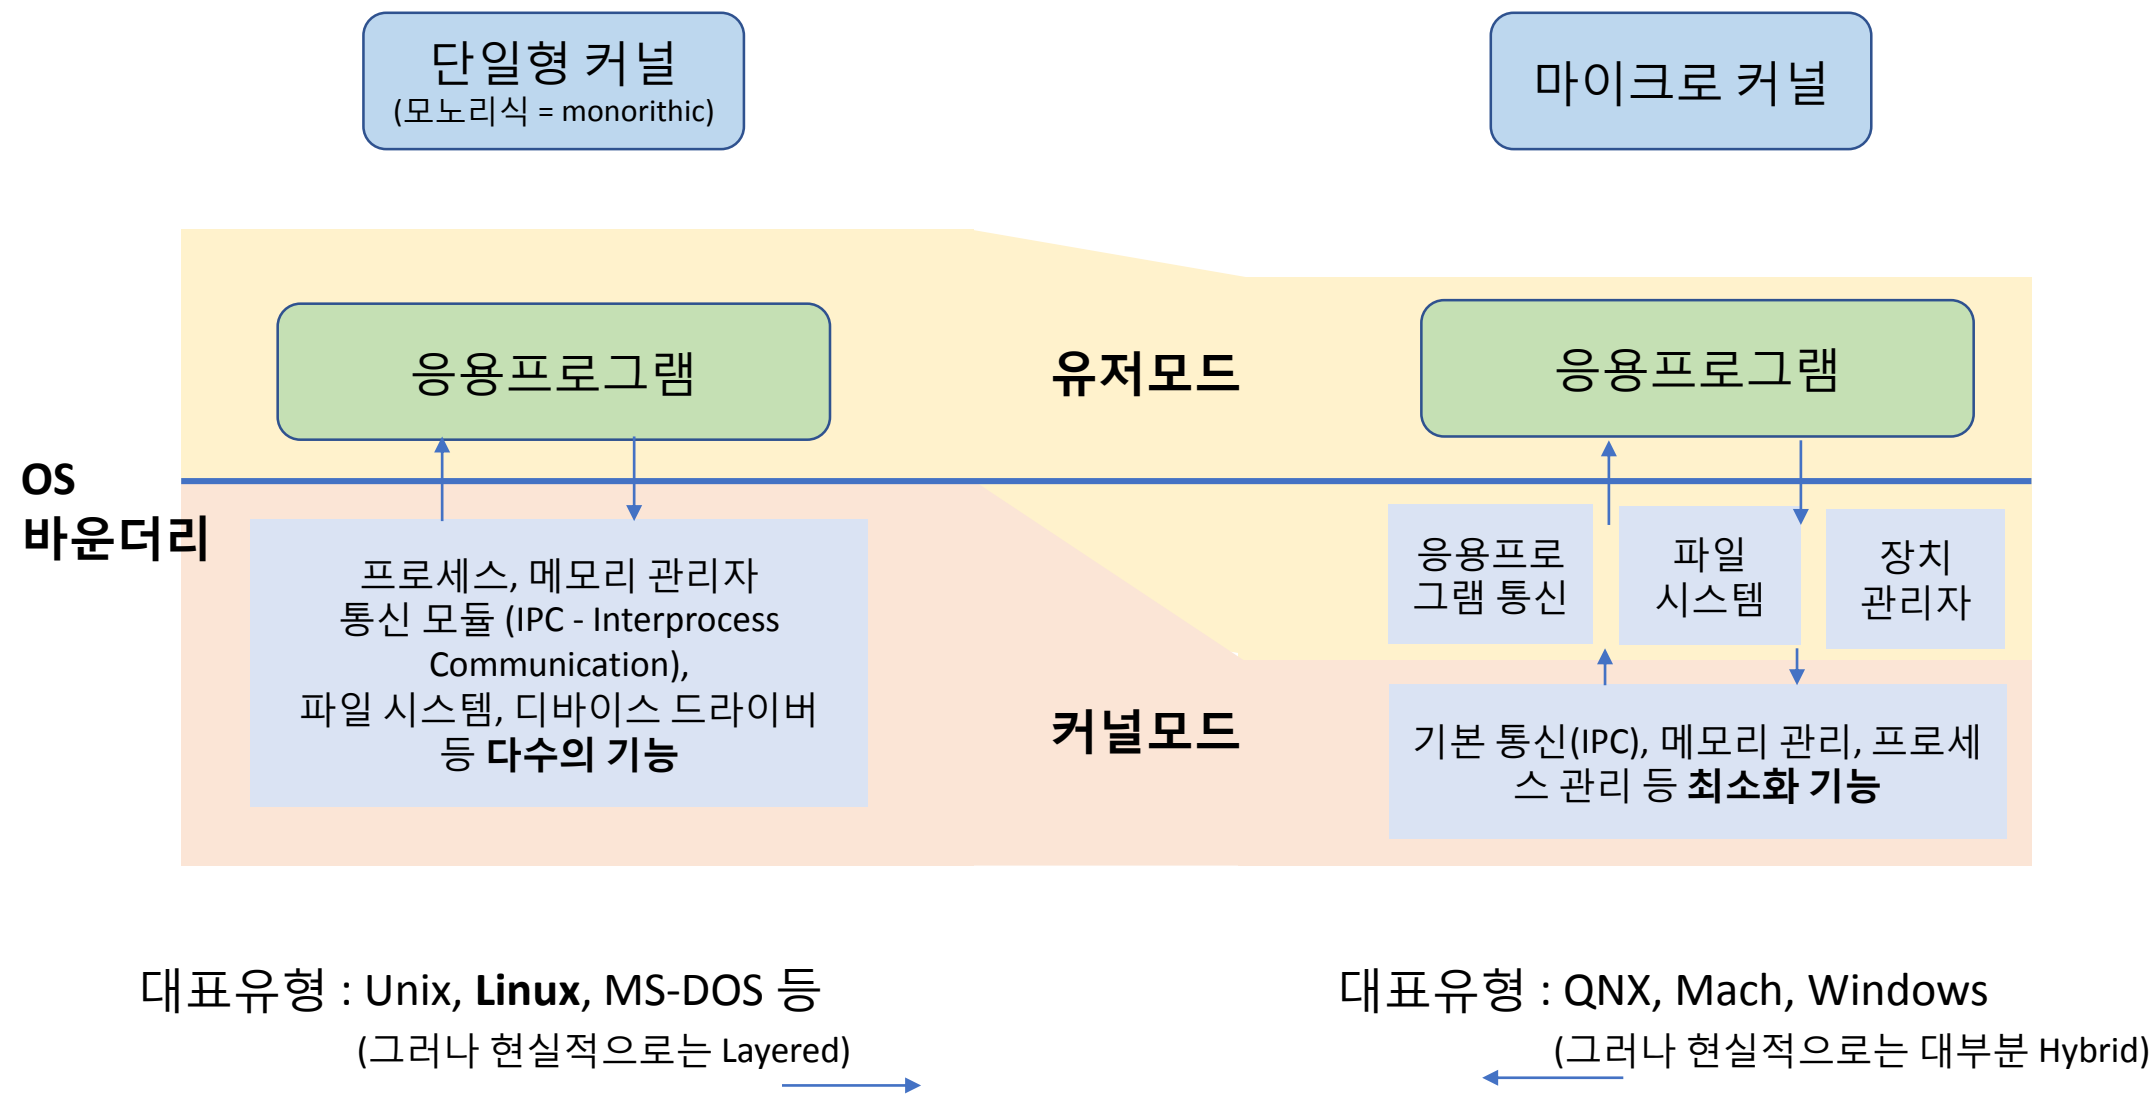 단일형 커널
(모노리식 = monorithic)
마이크로 커널
응용프로그램
유저모드
응용프로그램
OS
바운더리
프로세스, 메모리 관리자
통신 모듈 (IPC - Interprocess
Communication),
파일 시스템, 디바이스 드라이버
등 다수의 기능
응용프로
그램 통신
파일
시스템
장치
관리자
커널모드
기본 통신(IPC), 메모리 관리, 프로세
스 관리 등 최소화 기능
대표유형 : Unix, Linux, MS-DOS 등
(그러나 현실적으로는 Layered)
대표유형 : QNX, Mach, Windows
(그러나 현실적으로는 대부분 Hybrid)